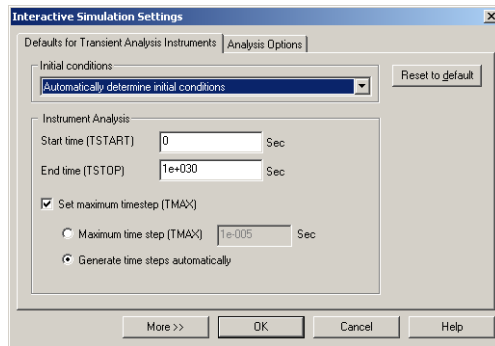 Interactive Simulation Settings
Defaults for Transient Analysis Instruments Analysis Options
Initial conditions
Automatically determine initial conditions
Reset to default
Instrument Analysis
Start time (TSTART) 0 Sec
End time (TSTOP) 1e+030 Sec
Set maximum timestep (TMAX)
Maximum time step (TMAX) 1e-005 Sec
Generate time steps automatically
More >> OK Cancel Help